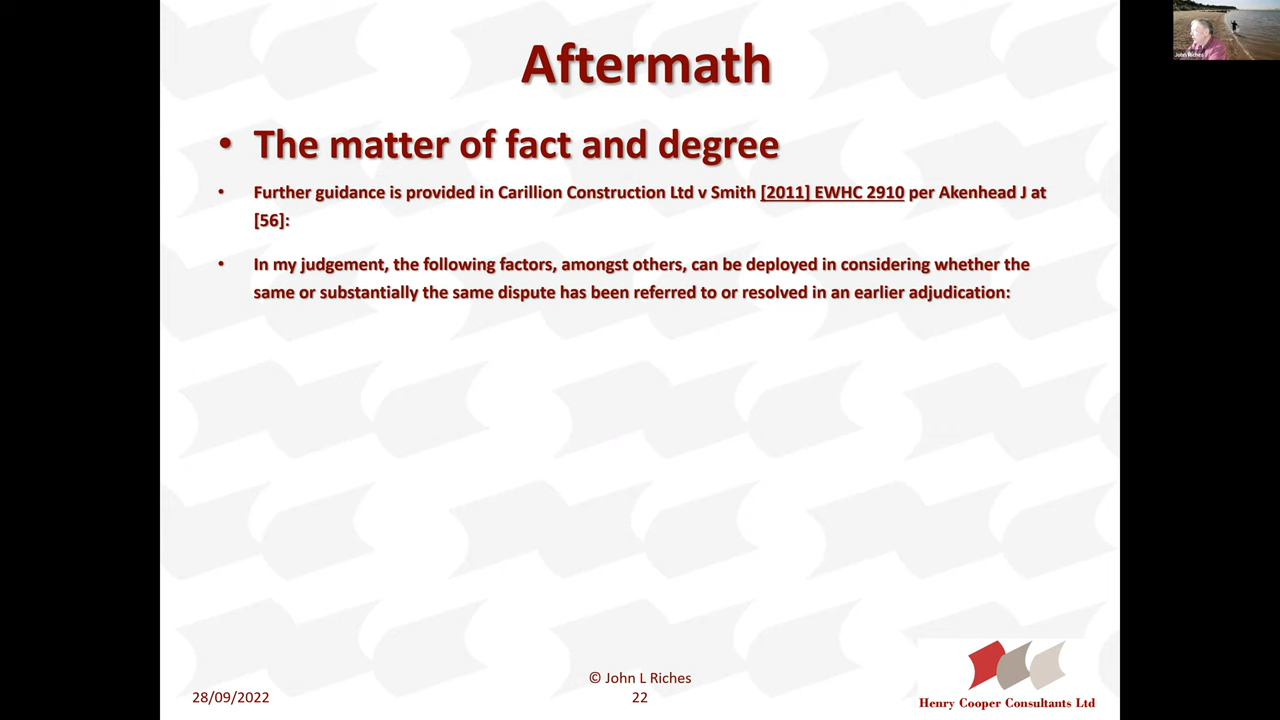 Aftermath
• The matter of fact and degree
• Further guidance is provided in Carillion Construction Ltd v Smith [2011] EWHC 2910 per Akenhead J at
[56]:
• In my judgement, the following factors, amongst others, can be deployed in considering whether the
same or substantially the same dispute has been referred to or resolved in an earlier adjudication:
John Riches
© John L Riches
28/09/2022
22
Henry Cooper Consultants Ltd